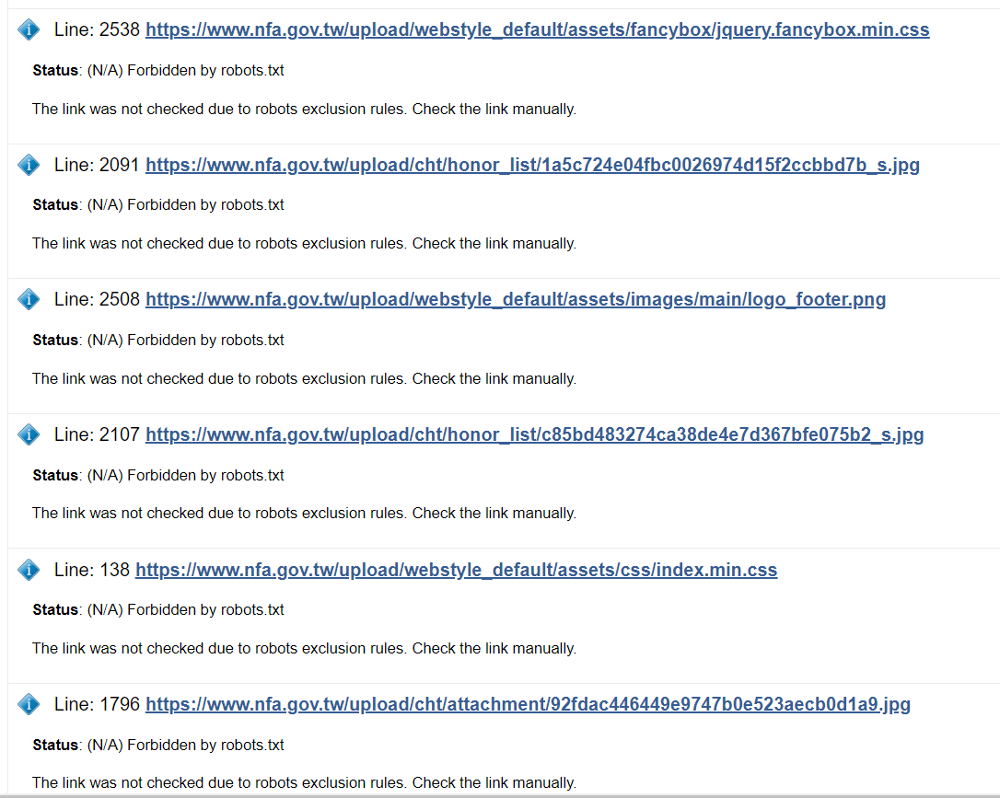 Line: 2538 https://www.nfa.gov.tw/upload/webstyle_default/assets/fancybox/jquery.fancybox.min.css
Status: (N/A) Forbidden by robots.txt
The link was not checked due to robots exclusion rules. Check the link manually.
Line: 2091 https://www.nfa.gov.tw/upload/cht/honor_list/1a5c724e04fbc0026974d15f2ccbbd7b_s.jpg
Status: (N/A) Forbidden by robots.txt
The link was not checked due to robots exclusion rules. Check the link manually.
Line: 2508 https://www.nfa.gov.tw/upload/webstyle_default/assets/images/main/logo_footer.png
Status: (N/A) Forbidden by robots.txt
The link was not checked due to robots exclusion rules. Check the link manually.
Line: 2107 https://www.nfa.gov.tw/upload/cht/honor_list/c85bd483274ca38de4e7d367bfe075b2_s.jpg
Status: (N/A) Forbidden by robots.txt
The link was not checked due to robots exclusion rules. Check the link manually.
Line: 138 https://www.nfa.gov.tw/upload/webstyle_default/assets/css/index.min.css
Status: (N/A) Forbidden by robots.txt
The link was not checked due to robots exclusion rules. Check the link manually.
Line: 1796 https://www.nfa.gov.tw/upload/cht/attachment/92fdac446449e9747b0e523aecb0d1a9.jpg
Status: (N/A) Forbidden by robots.txt
The link was not checked due to robots exclusion rules. Check the link manually.